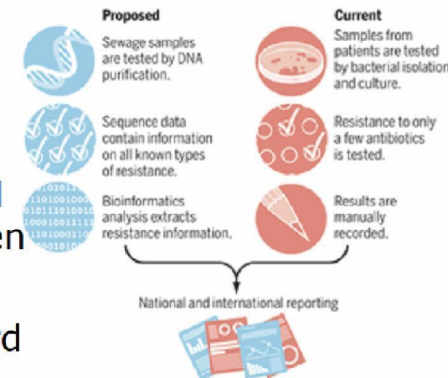 Proposed
Sewage samples
are tested by DNA
purification.
Sequence data
contain information
on all known types
of resistance.
Bioinformatics
analysis extracts
resistance information.
Current
Samples from
patients are tested
by bacterial isolation
and culture.
Resistance to only
a few antibiotics
is tested.
Results are
manually
recorded.
National and international reporting
en
rd